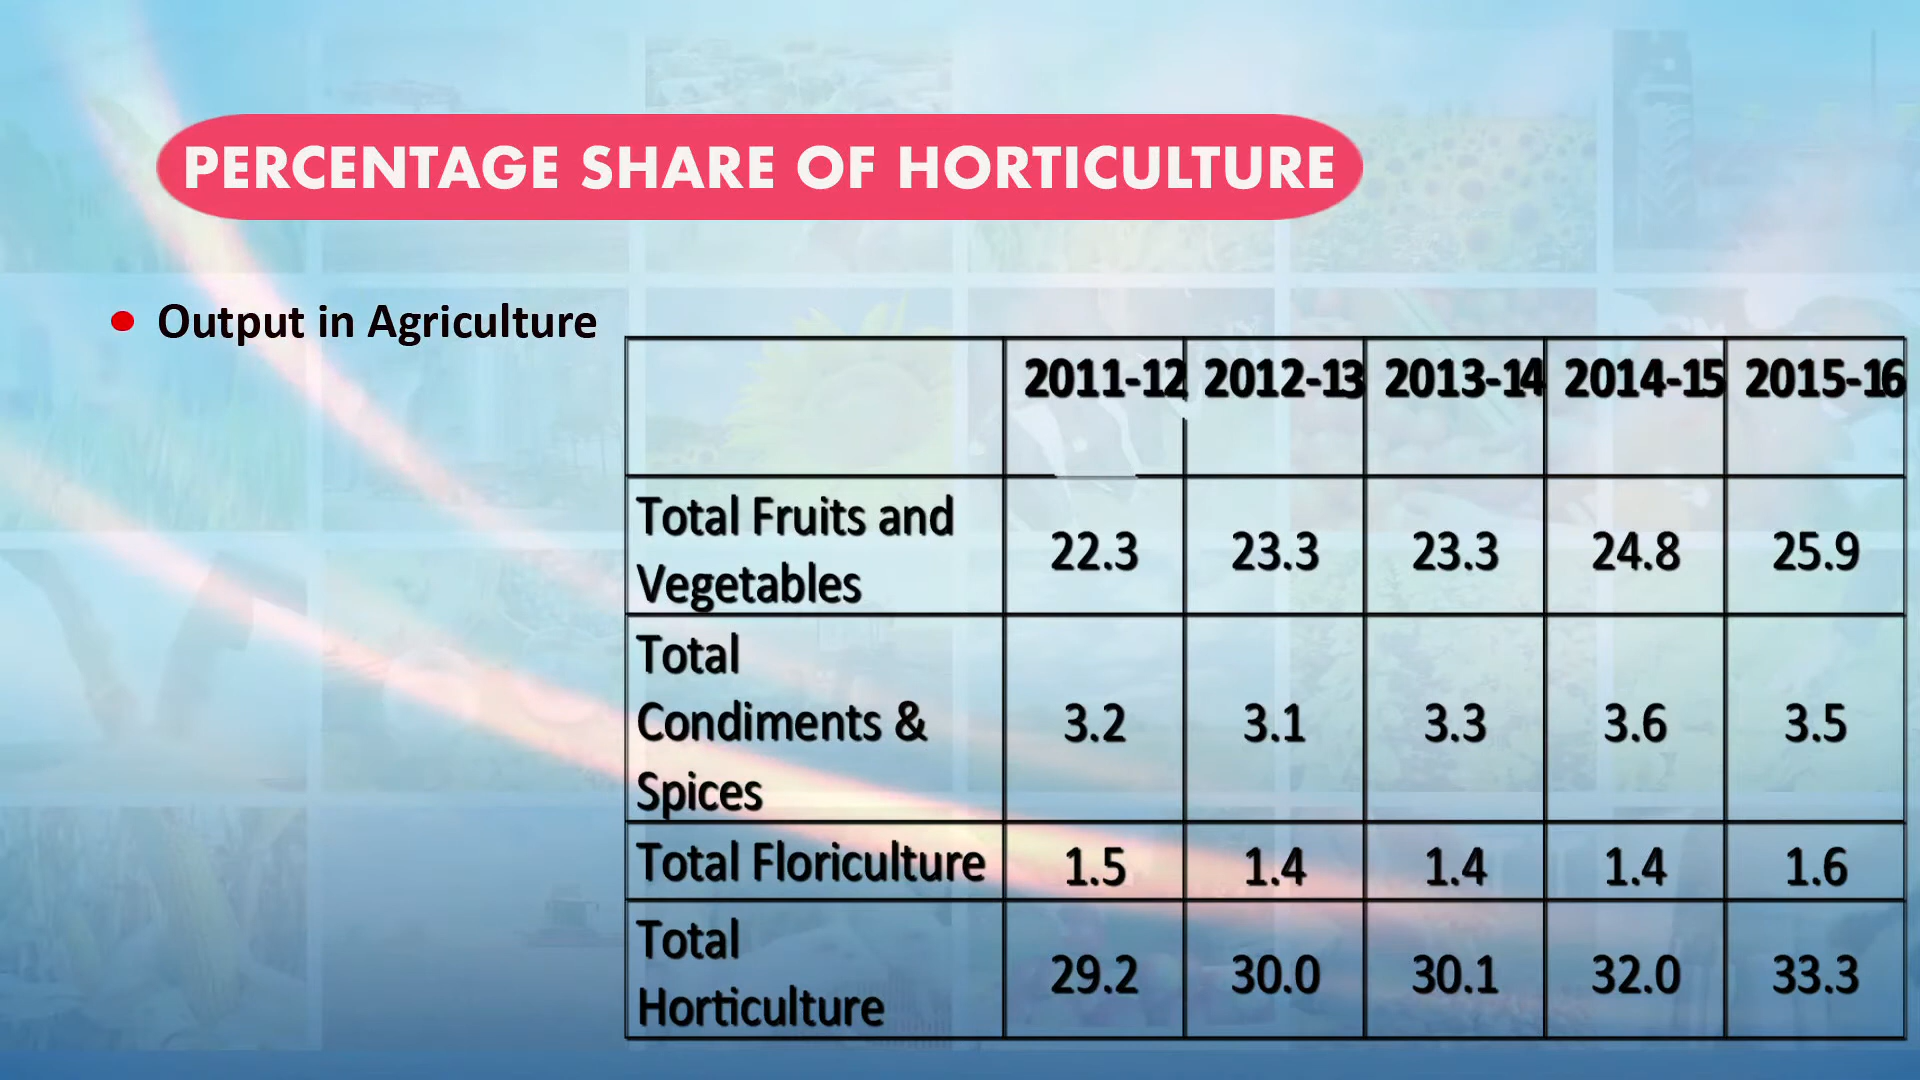 PERCENTAGE SHARE OF HORTICULTURE
• Output in Agriculture
2011-12 2012-13 2013-14 2014-15 2015-16
Total Fruits and
Vegetables
22.3 23.3 23.3 24.8 25.9
Total
Condiments &
Spices
3.2 3.1 3.3 3.6 3.5
Total Floriculture 1.5 1.4 1.4 1.4 1.6
Total
Horticulture
29.2 30.0 30.1 32.0 33.3